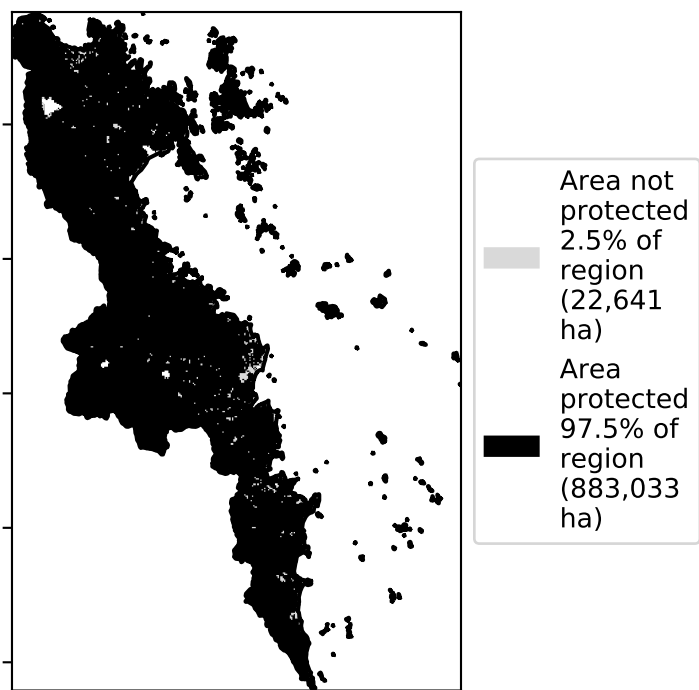 Area not
protected
2.5% of
region
(22,641
ha)
Area
protected
97.5% of
region
(883,033
ha)